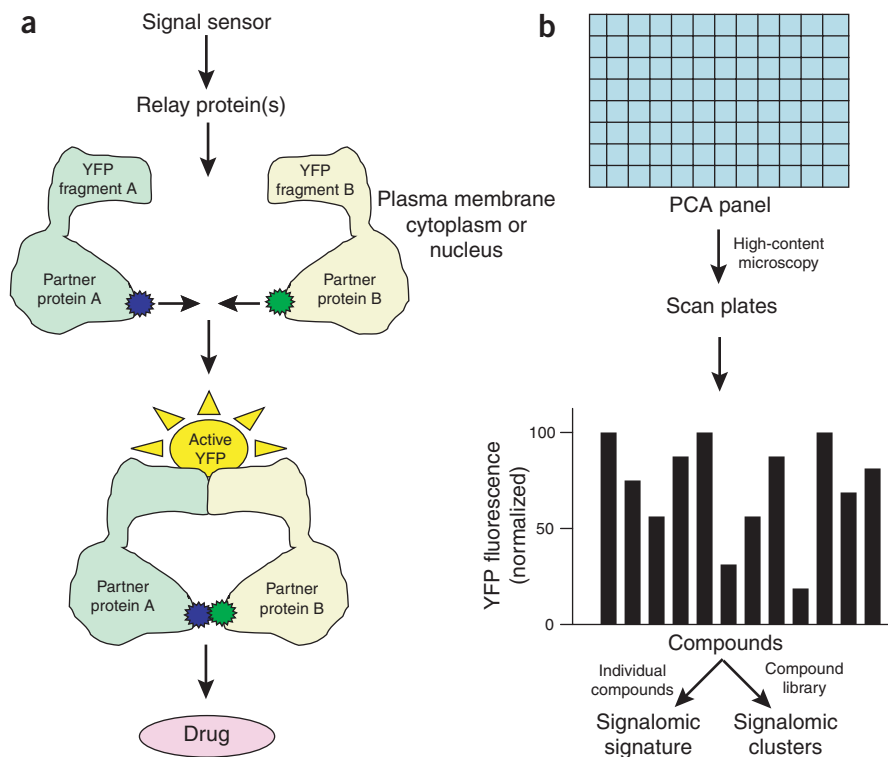 a
Signal sensor
Relay protein(s)
YFP
fragment A
YFP
fragment B
Plasma membrane
cytoplasm or
nucleus
Partner
protein A
Partner
protein B
Active
YFP
Partner
protein A
Partner
protein B
Drug
b
PCA panel
High-content
microscopy
Scan plates
YFP fluorescence
(normalized)
100
50
0
Compounds
Individual
compounds
Compound
library
Signalomic
signature
Signalomic
clusters